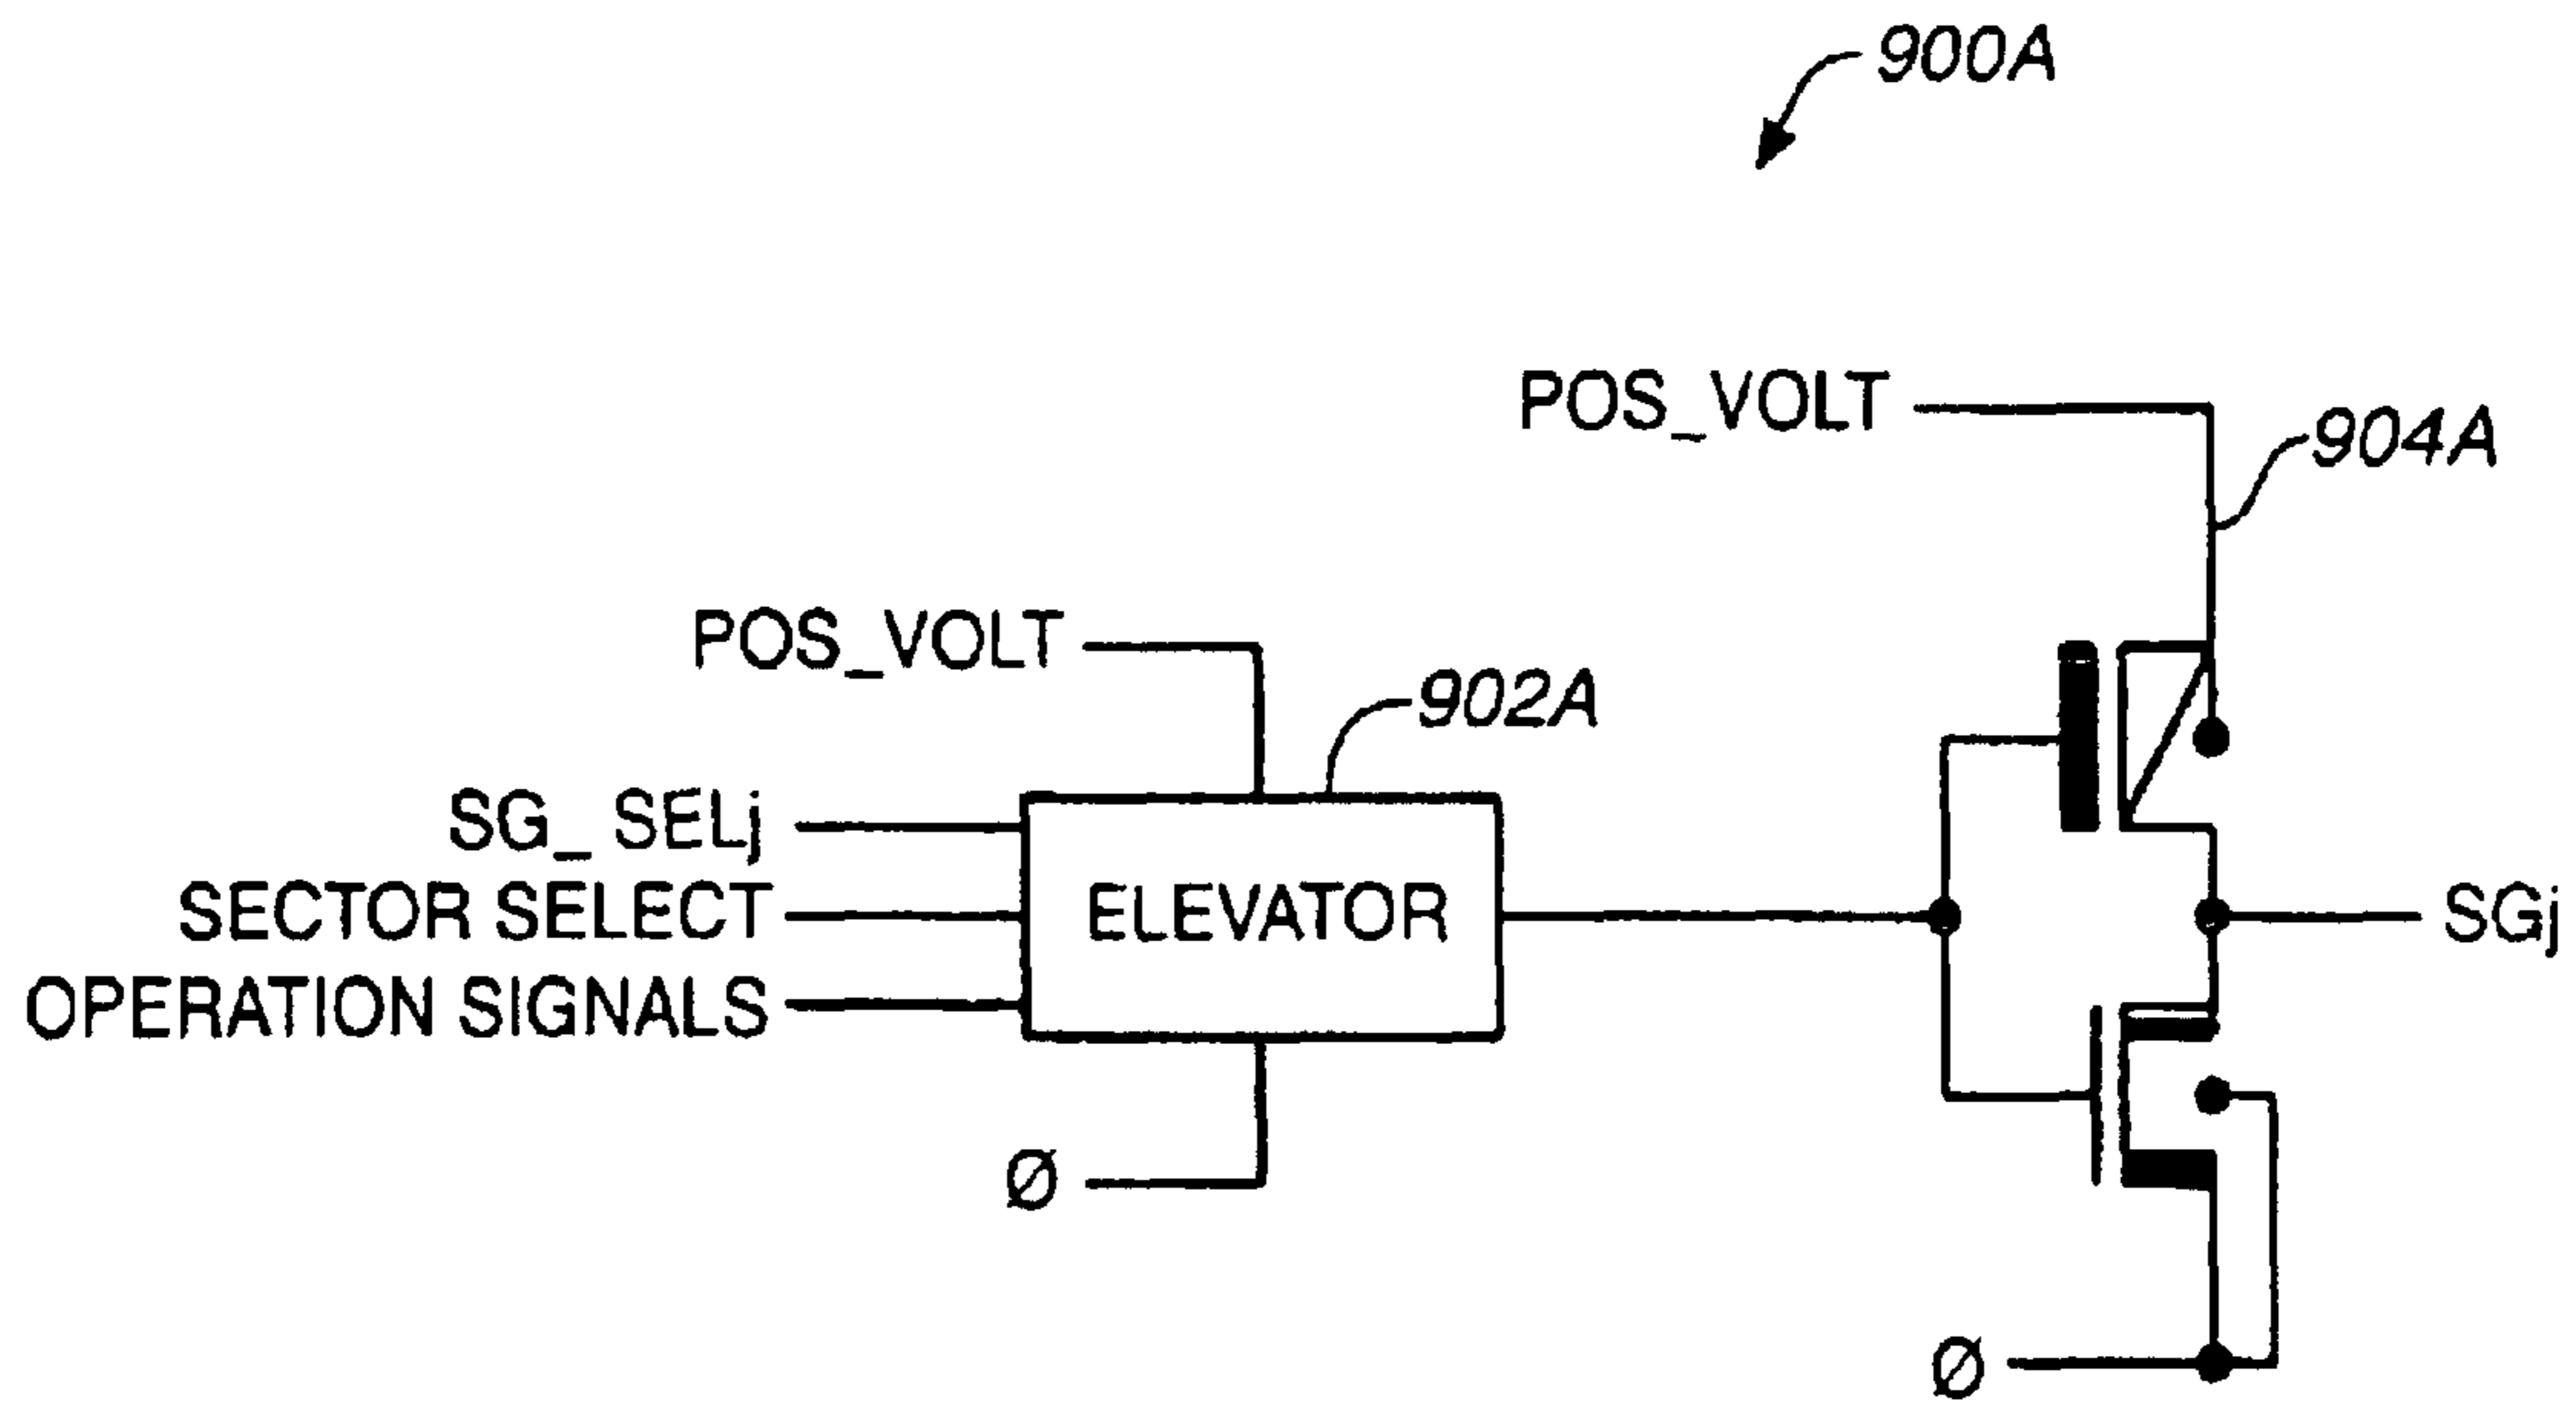 900A
POS_VOLT
904A
POS_VOLT
902A
SG_ SELj
SECTOR SELECT
ELEVATOR
SGj
OPERATION SIGNALS
Ø
Ø